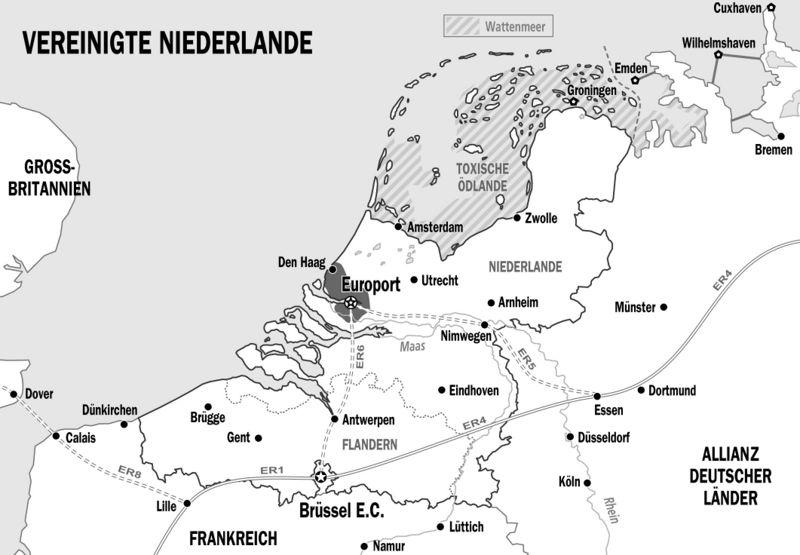 VEREINIGTE NIEDERLANDE
Wattenmeer
Cuxhaven
Wilhelmshaven
Emden
Groningen
Bremen
GROSS-
BRITANNIEN
TOXISCHE
ÖDLANDE
Amsterdam
Zwolle
Den Haag
Europort
Utrecht
NIEDERLANDE
ER4
Arnheim
Münster
Nimwegen
Maas
ER6
ER5
Dover
Dünkirchen
Brügge
Eindhoven
Dortmund
Essen
Calais
Gent
Antwerpen
FLANDERN
ER4
Düsseldorf
ER8
ER1
Köln
ALLIANZ
DEUTSCHER
LÄNDER
Lille
Brüssel E.C.
Rhein
FRANKREICH
Lüttich
Namur